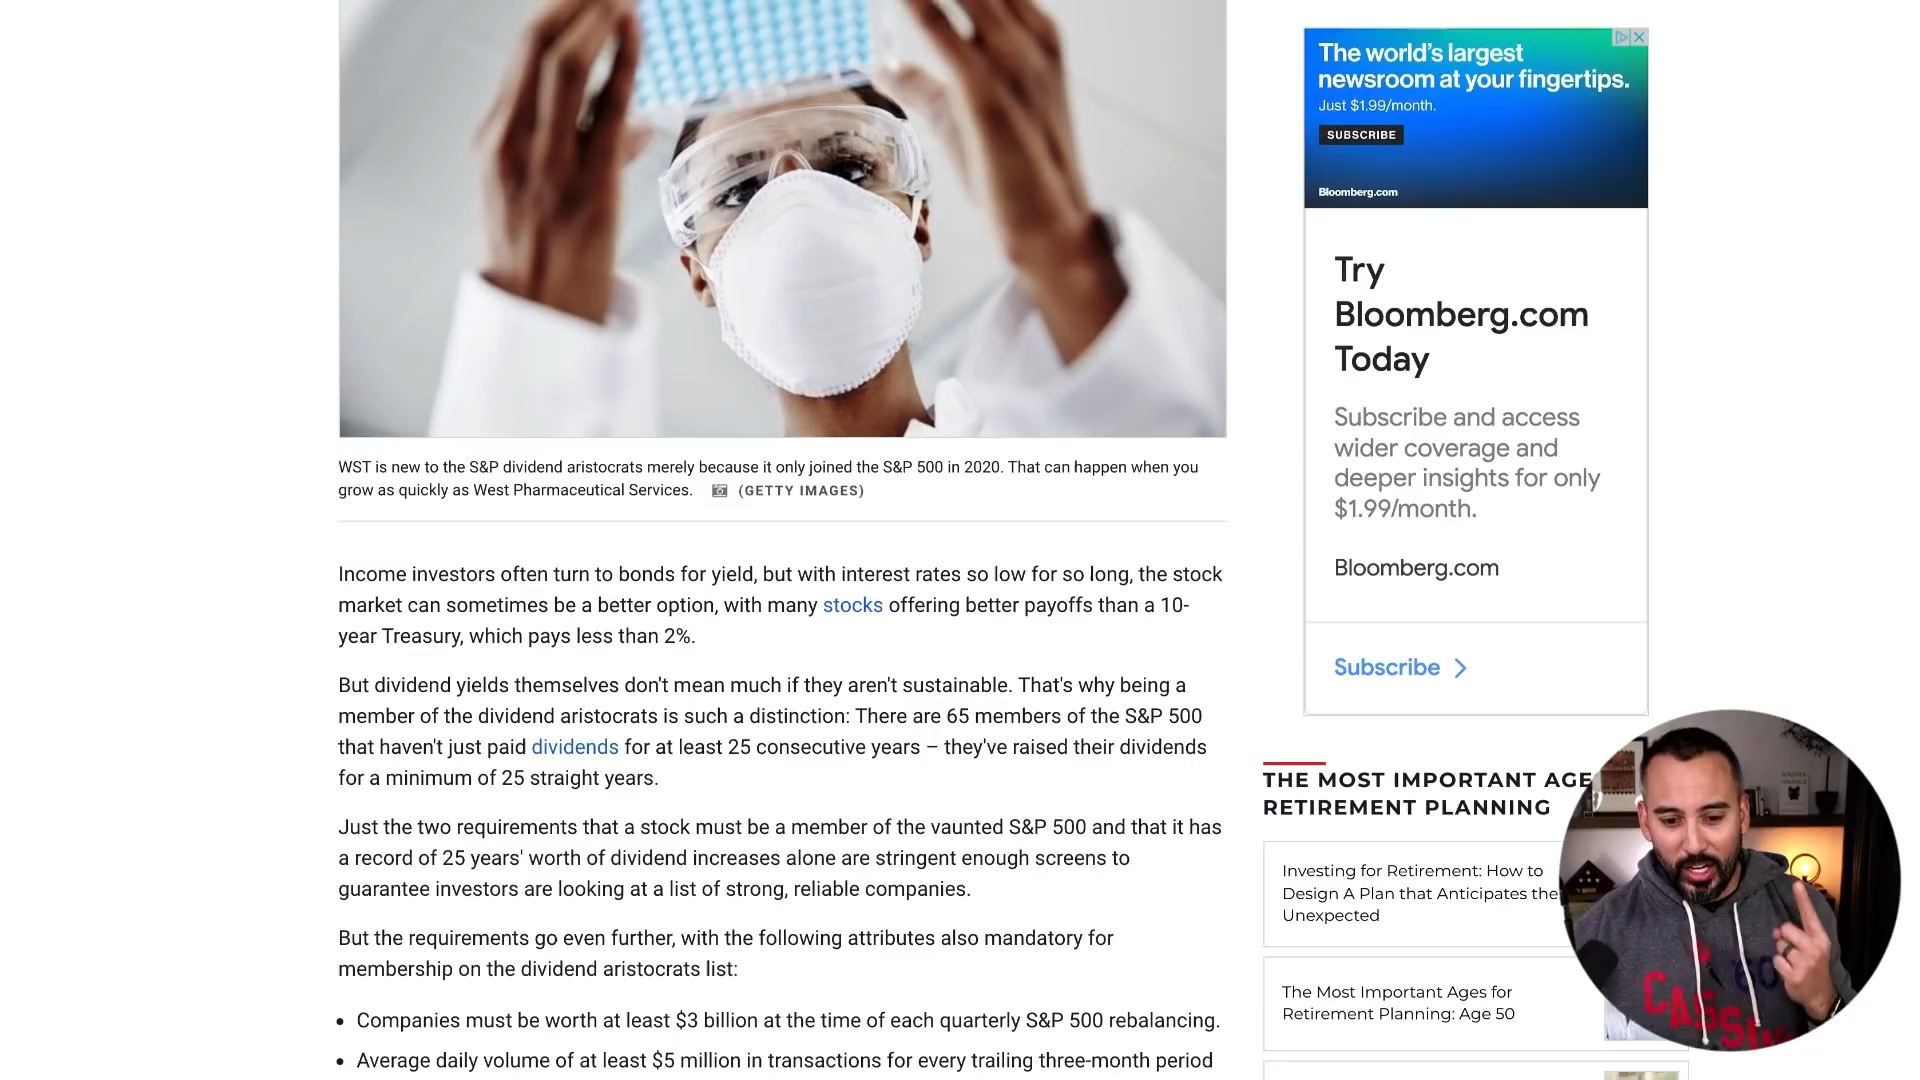 The world's largest
newsroom at your fingertips.
Just $1.99/month.
SUBSCRIBE
Bloomberg.com
Try
Bloomberg.com
Today
Subscribe and access
wider coverage and
deeper insights for only
$1.99/month.
Bloomberg.com
Subscribe
WST is new to the S&P dividend aristocrats merely because it only joined the S&P 500 in 2020. That can happen when you
grow as quickly as West Pharmaceutical Services. (GETTY IMAGES)
Income investors often turn to bonds for yield, but with interest rates so low for so long, the stock
market can sometimes be a better option, with many stocks offering better payoffs than a 10-
year Treasury, which pays less than 2%.
But dividend yields themselves don't mean much if they aren't sustainable. That's why being a
member of the dividend aristocrats is such a distinction: There are 65 members of the S&P 500
that haven't just paid dividends for at least 25 consecutive years – they've raised their dividends
for a minimum of 25 straight years.
Just the two requirements that a stock must be a member of the vaunted S&P 500 and that it has
a record of 25 years' worth of dividend increases alone are stringent enough screens to
guarantee investors are looking at a list of strong, reliable companies.
But the requirements go even further, with the following attributes also mandatory for
membership on the dividend aristocrats list:
• Companies must be worth at least $3 billion at the time of each quarterly S&P 500 rebalancing.
• Average daily volume of at least $5 million in transactions for every trailing three-month period
THE MOST IMPORTANT AGE
RETIREMENT PLANNING
Investing for Retirement: How to
Design A Plan that Anticipates the
Unexpected
The Most Important Ages for
Retirement Planning: Age 50